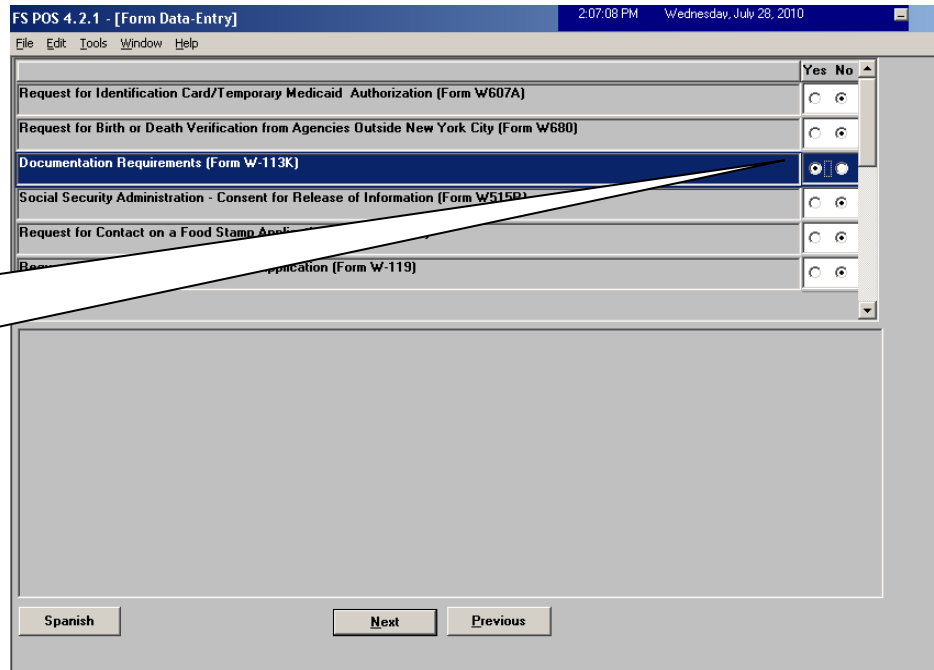 FS POS 4.2.1 - [Form Data-Entry] 2:07:08 PM Wednesday, July 28, 2010
File Edit Tools Window Help
Yes No
Request for Identification Card/Temporary Medicaid Authorization (Form W607A)
Request for Birth or Death Verification from Agencies Outside New York City (Form W680)
Documentation Requirements (Form W-113K)
Social Security Administration - Consent for Release of Information (Form W515R)
Request for Contact on a Food Stamp
(Form W-119)
Spanish Next Previous